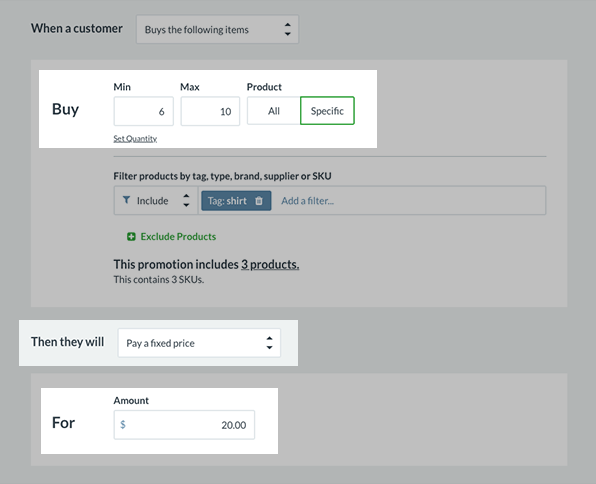 When a customer Buys the following items
Min Max Product
Buy 6 10 All Specific
Set Quantity
Filter products by tag, type, brand, supplier or SKU
Include Tag: shirt Add a filter...
Exclude Products
This promotion includes 3 products.
This contains 3 SKUs.
Then they will Pay a fixed price
Amount
For $ 20.00